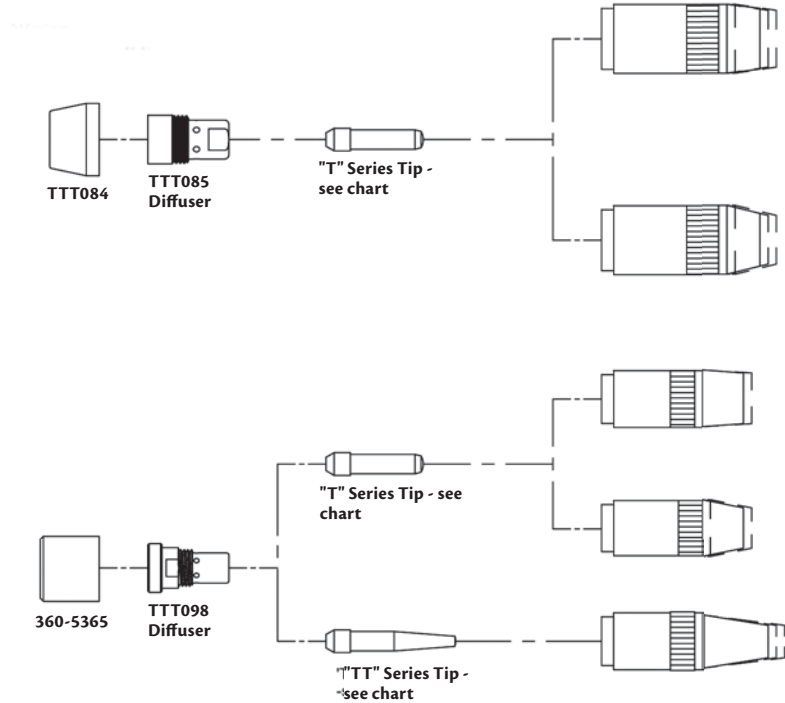 TTT084
TTT085
Diffuser
"T" Series Tip -
see chart
"T" Series Tip - see
chart
360-5365
TTT098
Diffuser
"TT" Series Tip -
see chart